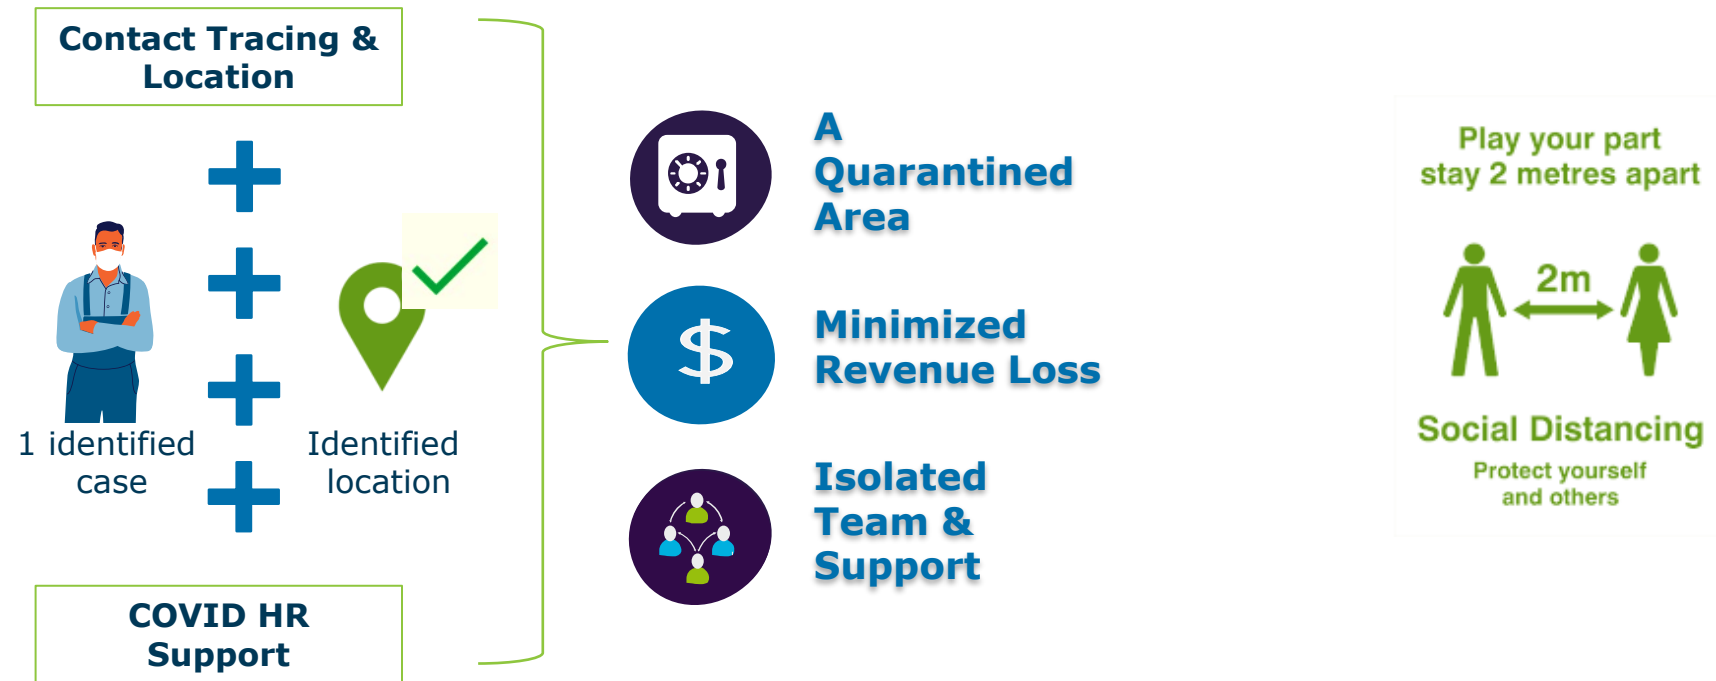 Contact Tracing &
Location
1 identified
case
Identified
location
COVID HR
Support
A
Quarantined
Area
$
Minimized
Revenue Loss
Isolated
Team &
Support
Play your part
stay 2 metres apart
2m
Social Distancing
Protect yourself
and others